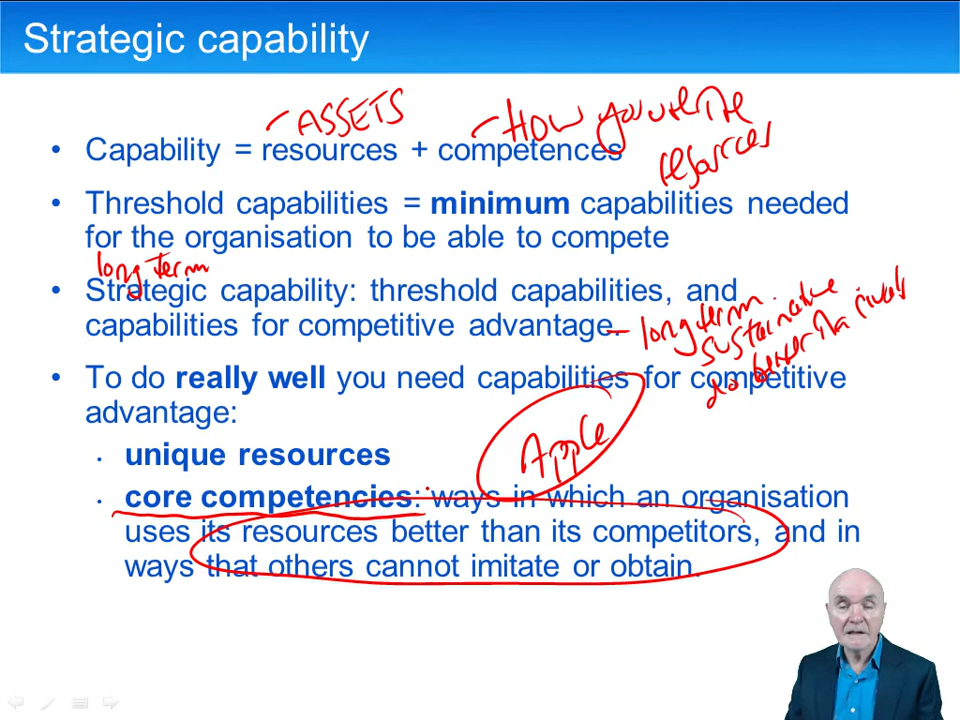 Strategic capability
ASSETS
HOW you use the
resources
• Capability = resources + competences
• Threshold capabilities = minimum capabilities needed
for the organisation to be able to compete
long term
• Strategic capability: threshold capabilities, and
capabilities for competitive advantage.
– long term
do better than rivals
• To do really well you need capabilities for competitive
advantage:
Apple
• unique resources
• core competencies: ways in which an organisation
uses its resources better than its competitors, and in
ways that others cannot imitate or obtain.